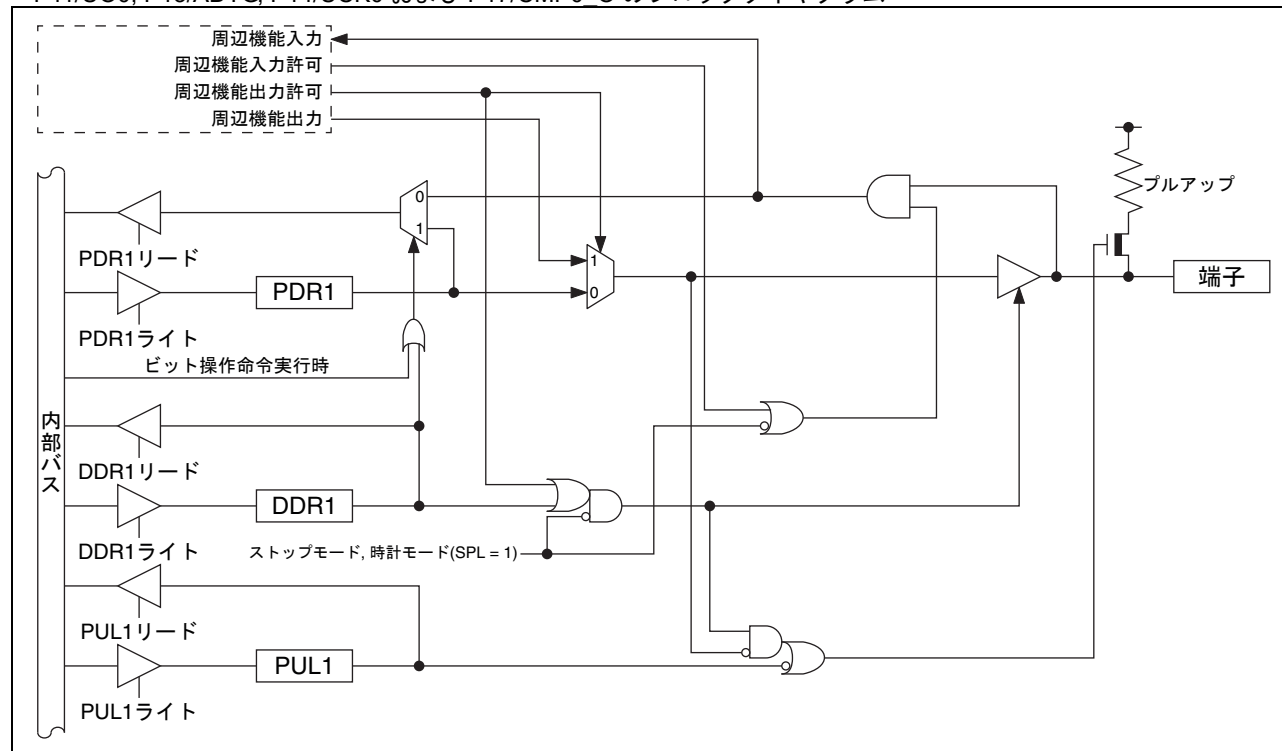 周辺機能入力
周辺機能入力許可
周辺機能出力許可
周辺機能出力
プルアップ
0
1
PDR1リード
1
0
PDR1
端子
PDR1ライト
ビット操作命令実行時
内部バス
DDR1リード
DDR1
DDR1ライト
ストップモード, 時計モード(SPL = 1)
PUL1リード
PUL1
PUL1ライト